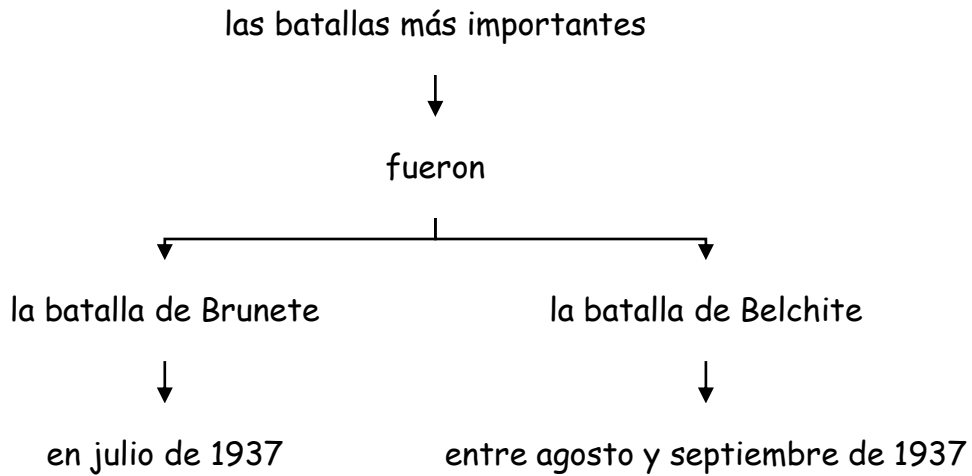 las batallas más importantes
fueron
la batalla de Brunete
la batalla de Belchite
en julio de 1937
entre agosto y septiembre de 1937